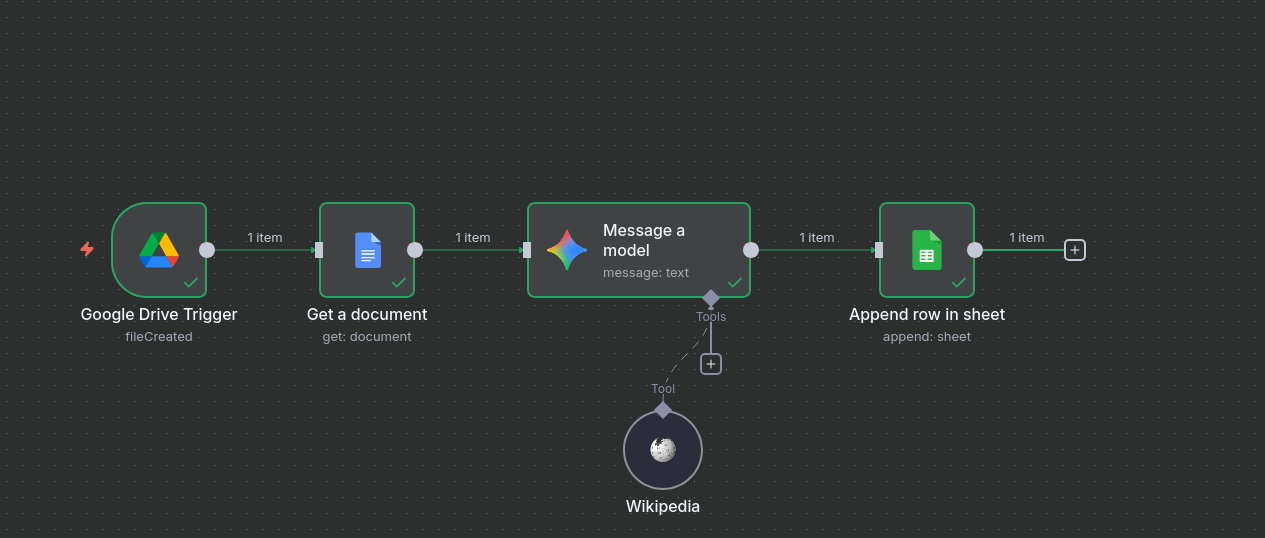 1 item
1 item
Message a
model
message: text
1 item
1 item
Google Drive Trigger
fileCreated
Get a document
get: document
Tools
Append row in sheet
append: sheet
Tool
Wikipedia